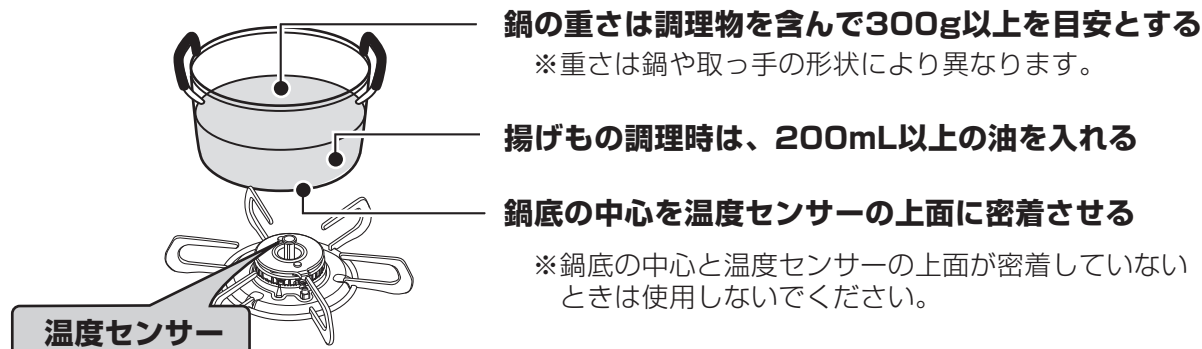 鍋の重さは調理物を含んで300g以上を目安とする
※重さは鍋や取っ手の形状により異なります。
揚げもの調理時は、200mL以上の油を入れる
鍋底の中心を温度センサーの上面に密着させる
※鍋底の中心と温度センサーの上面が密着していない
ときは使用しないでください。
温度センサー